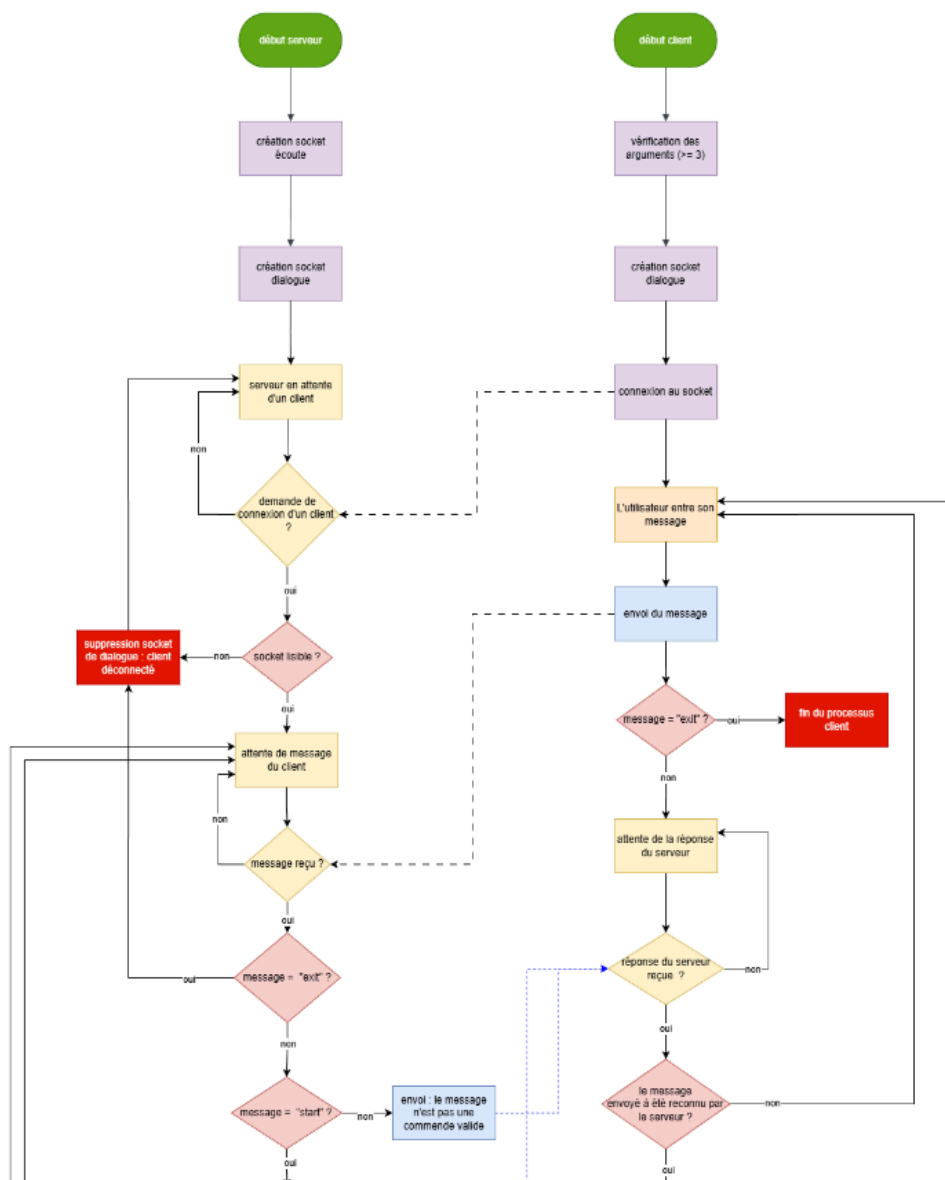 début serveur
création socket
écoute
création socket
dialogue
serveur en attente
d'un client
non
demande de
connexion d'un client
?
oui
suppression socket
de dialogue : client
déconnecté
non
socket lisible ?
oui
attente de message
du client
non
message reçu ?
oui
message = "exit" ?
oui
non
message = "start" ?
non
envoi : le message
n'est pas une
commende valide
oui
début client
vérification des
arguments (>= 3)
création socket
dialogue
connexion au socket
L'utilisateur entre son
message
envoi du message
message = "exit" ?
oui
fin du processus
client
non
attente de la réponse
du serveur
réponse du serveur
reçue ?
non
oui
le message
envoyé à été reconnu par
le serveur ?
non
oui